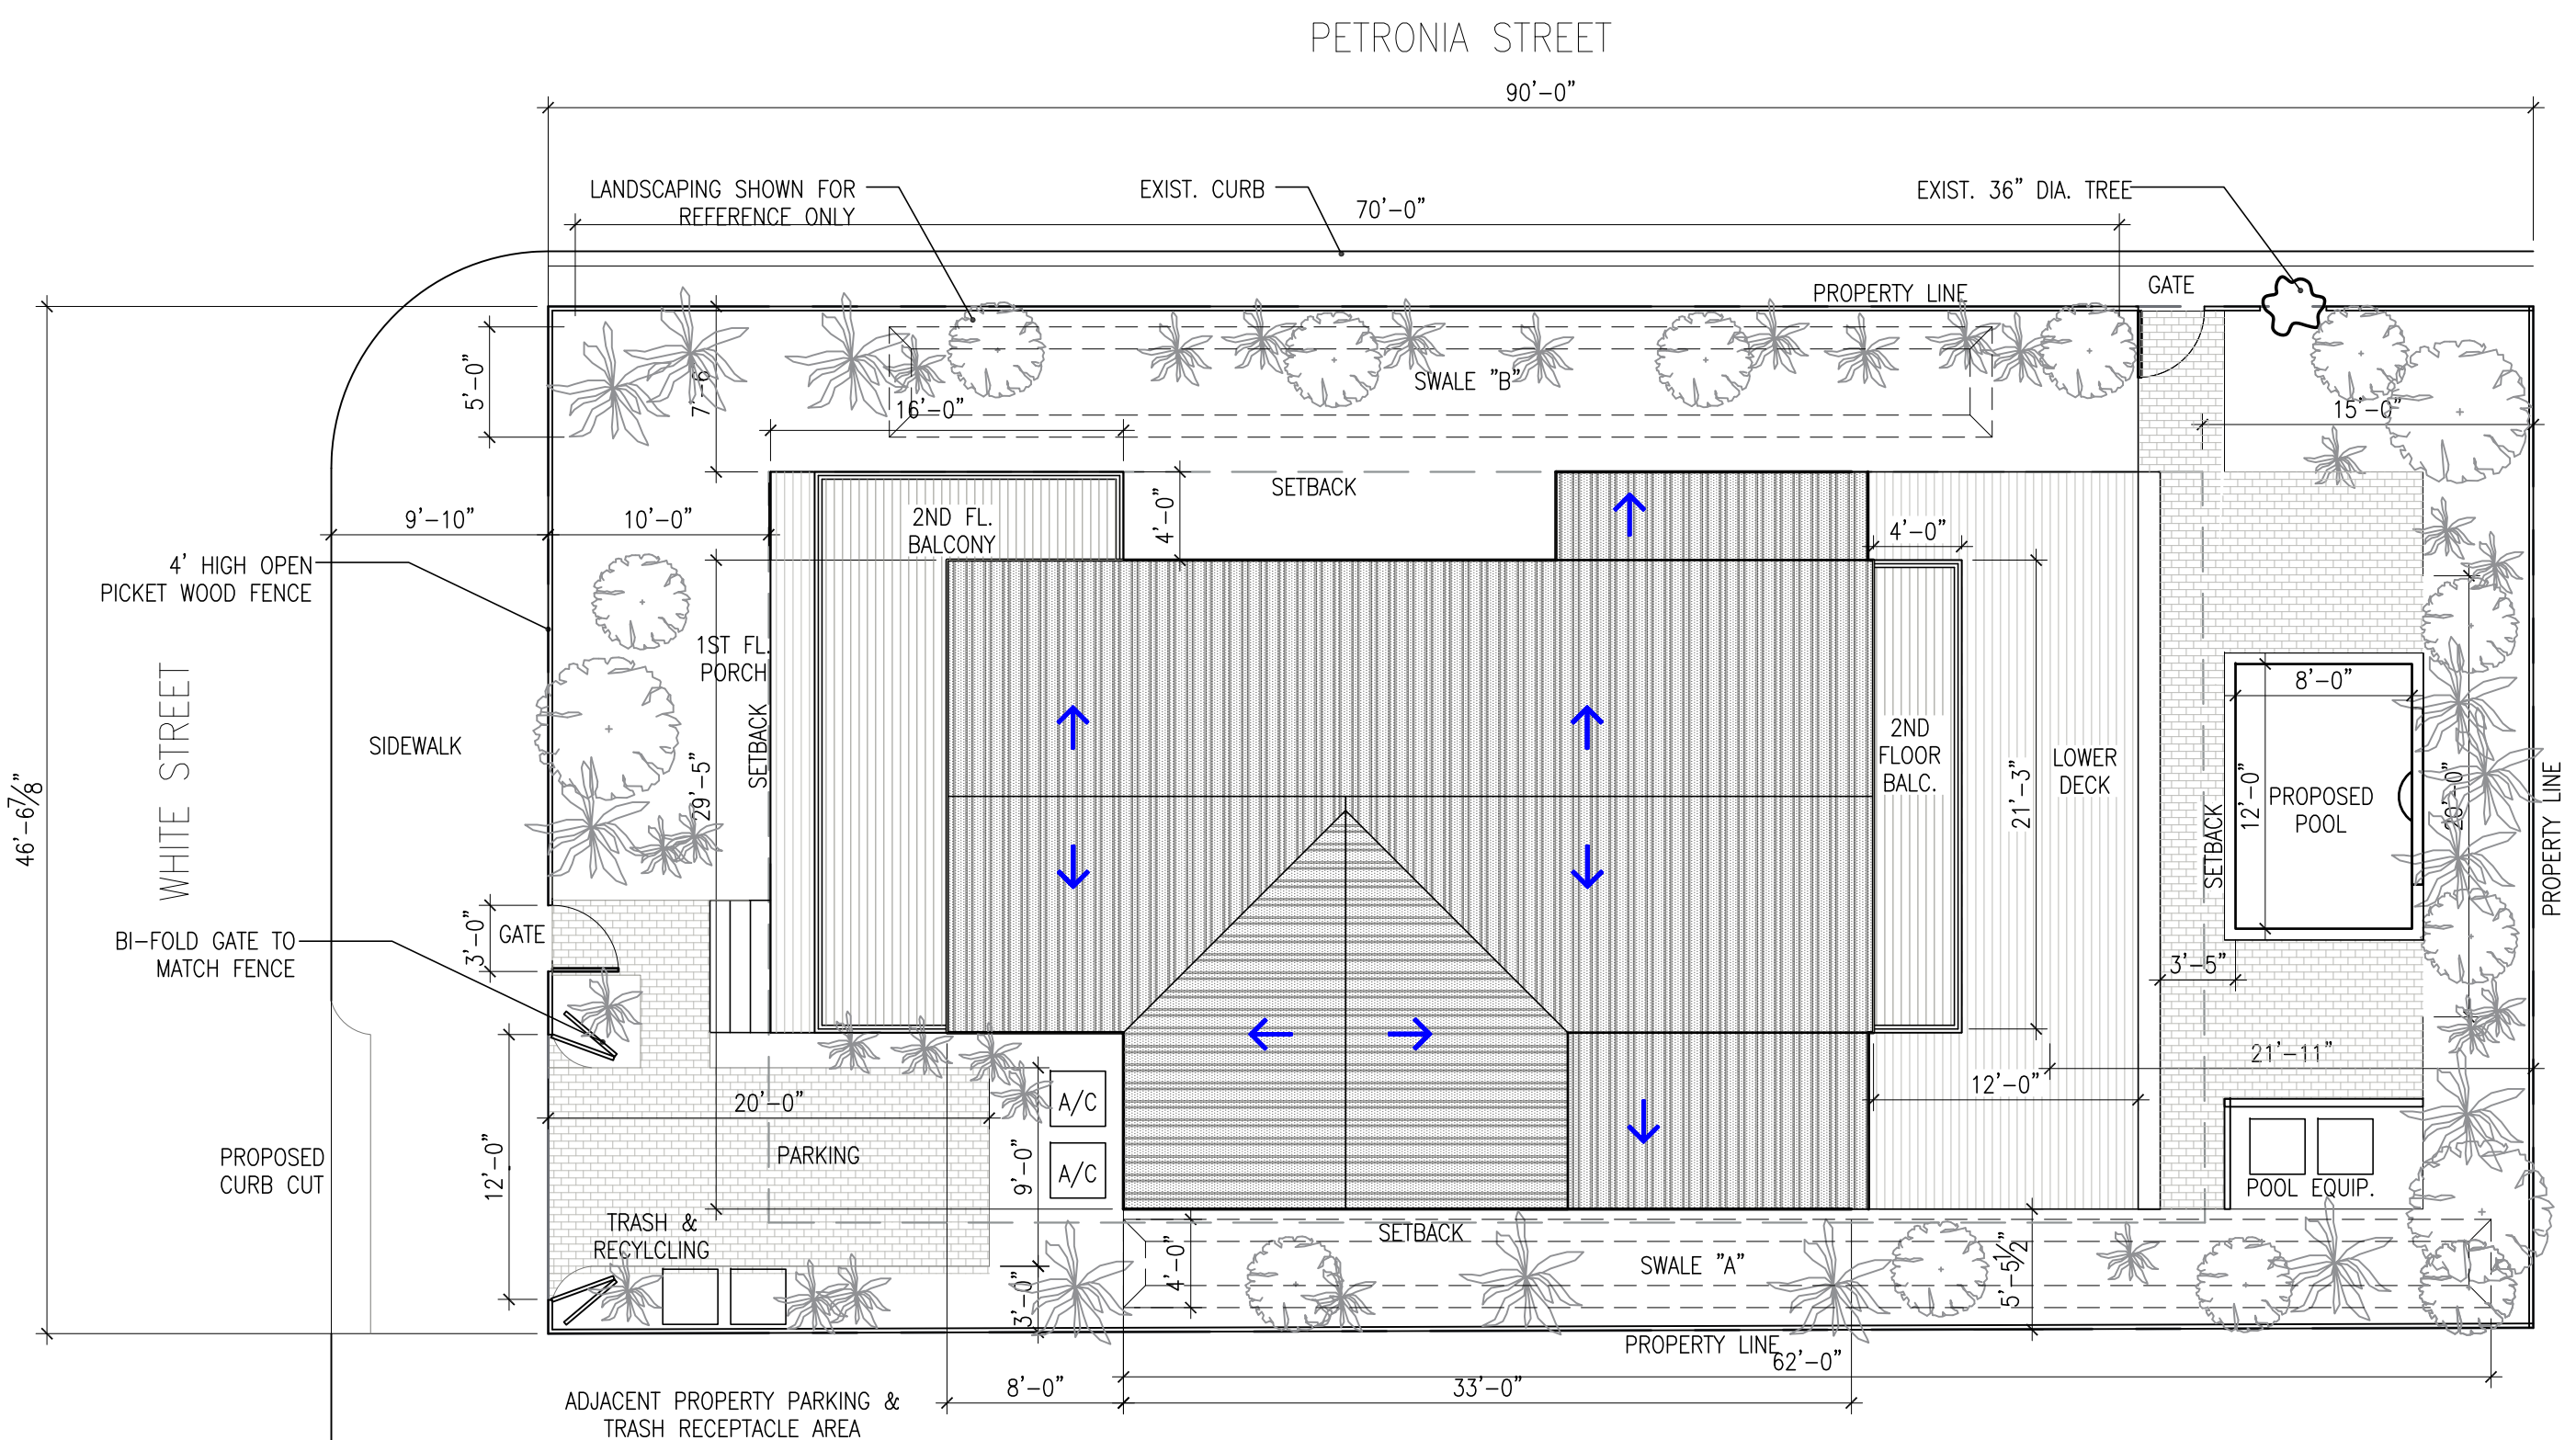 PETRONIA STREET
90'-0"
LANDSCAPING SHOWN FOR
REFERENCE ONLY
EXIST. CURB
70'-0"
EXIST. 36" DIA. TREE
GATE
PROPERTY LINE
5'-0"
7'-6
16'-0"
SWALE "B"
15'-0"
SETBACK
9'-10"
10'-0"
2ND FL.
BALCONY
4'-0"
4'-0"
4' HIGH OPEN
PICKET WOOD FENCE
1ST FL.
PORCH
WHITE STREET
SIDEWALK
SETBACK
29'-5"
46'-6⅞"
2ND
FLOOR
BALC.
21'-3"
LOWER
DECK
8'-0"
12'-0"
PROPOSED
POOL
20'-0"
SETBACK
PROPERTY LINE
3'-0"
GATE
BI-FOLD GATE TO
MATCH FENCE
3'-5"
21'-11"
12'-0"
20'-0"
A/C
A/C
9'-0"
PARKING
12'-0"
PROPOSED
CURB CUT
TRASH &
RECYLCLING
POOL EQUIP.
SETBACK
4'-0"
SWALE "A"
5'-5½"
3'-0"
PROPERTY LINE
62'-0"
8'-0"
33'-0"
ADJACENT PROPERTY PARKING &
TRASH RECEPTACLE AREA